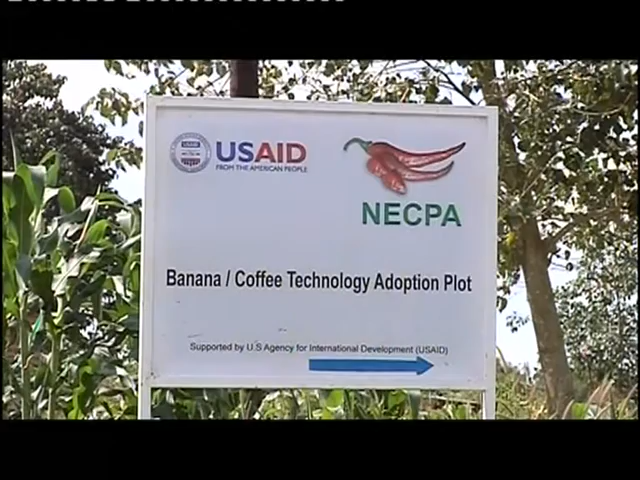 USAID
FROM THE AMERICAN PEOPLE
NECPA
Banana / Coffee Technology Adoption Plot
Supported by U.S Agency for International Development (USAID)